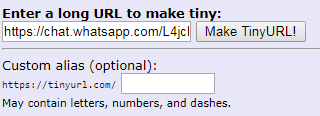 Enter a long URL to make tiny:
https://chat.whatsapp.com/L4jcl Make TinyURL!
Custom alias (optional):
https://tinyurl.com/
May contain letters, numbers, and dashes.